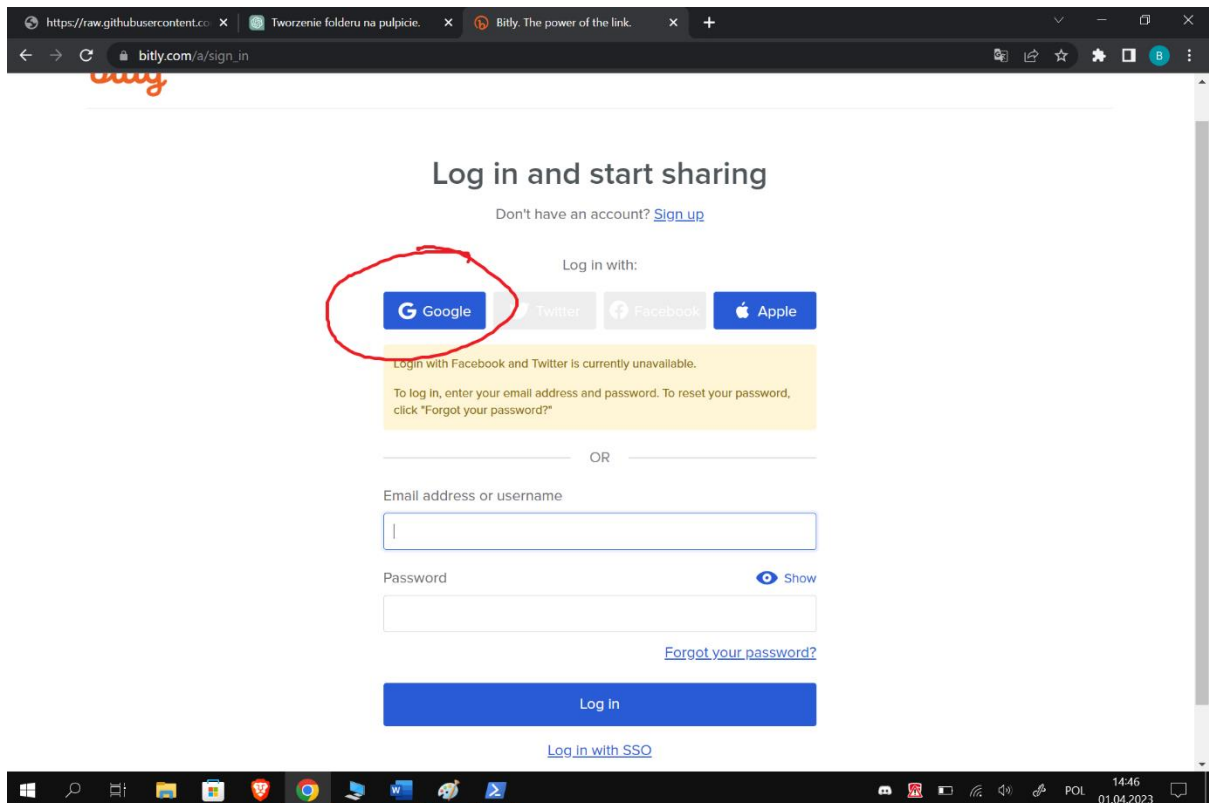 https://raw.githubusercontent.co
Tworzenie folderu na pulpicie.
Bitly. The power of the link.
bitly.com/a/sign_in
B
bitly
Log in and start sharing
Don't have an account? Sign up
Log in with:
Google Twitter Facebook Apple
Login with Facebook and Twitter is currently unavailable.
To log in, enter your email address and password. To reset your password,
click "Forgot your password?"
OR
Email address or username
Password Show
Forgot your password?
Log in
Log in with SSO
POL
14:46
01.04.2023